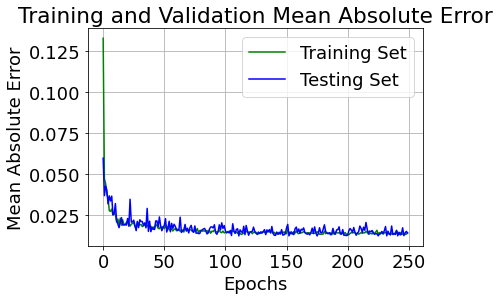 Training and Validation Mean Absolute Error
Training Set
Testing Set
Mean Absolute Error
0.125
0.100
0.075
0.050
0.025
0 50 100 150 200 250
Epochs